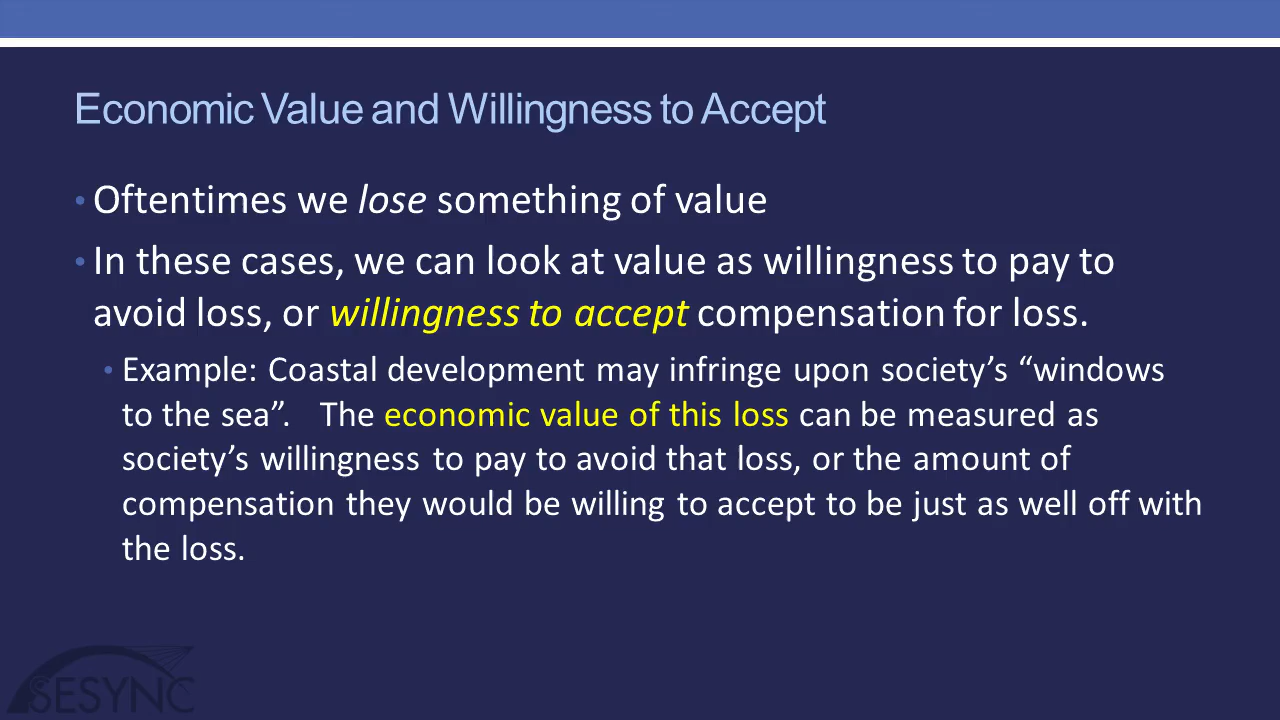 Economic Value and Willingness to Accept
• Oftentimes we lose something of value
• In these cases, we can look at value as willingness to pay to
avoid loss, or willingness to accept compensation for loss.
• Example: Coastal development may infringe upon society’s “windows
to the sea”. The economic value of this loss can be measured as
society’s willingness to pay to avoid that loss, or the amount of
compensation they would be willing to accept to be just as well off with
the loss.
SESYNC